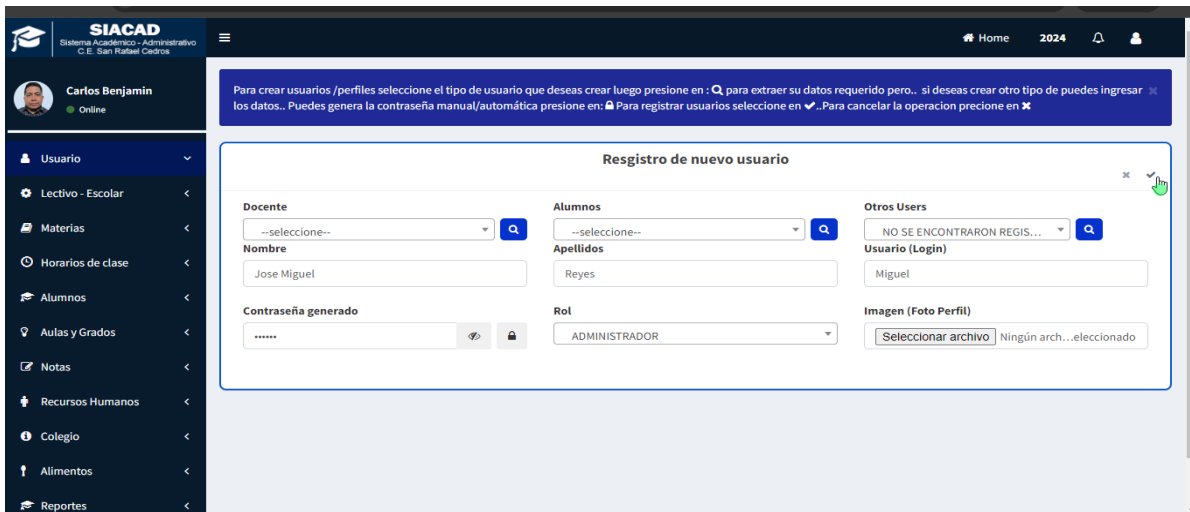 SIACAD
Sistema Académico - Administrativo
C.E. San Rafael Cedros
Home 2024
Carlos Benjamin
Online
Para crear usuarios /perfiles seleccione el tipo de usuario que deseas crear luego presione en : para extraer su datos requerido pero.. si deseas crear otro tipo de puedes ingresar
los datos.. Puedes genera la contraseña manual/automática presione en: Para registrar usuarios seleccione en ..Para cancelar la operacion precione en
Usuario
Lectivo - Escolar
Materias
Horarios de clase
Alumnos
Aulas y Grados
Notas
Recursos Humanos
Colegio
Alimentos
Reportes
Resgistro de nuevo usuario
Docente Alumnos Otros Users
--seleccione-- --seleccione-- NO SE ENCONTRARON REGIS...
Nombre Apellidos Usuario (Login)
Jose Miguel Reyes Miguel
Contraseña generado Rol Imagen (Foto Perfil)
•••••• ADMINISTRADOR Seleccionar archivo Ningún arch...eleccionado